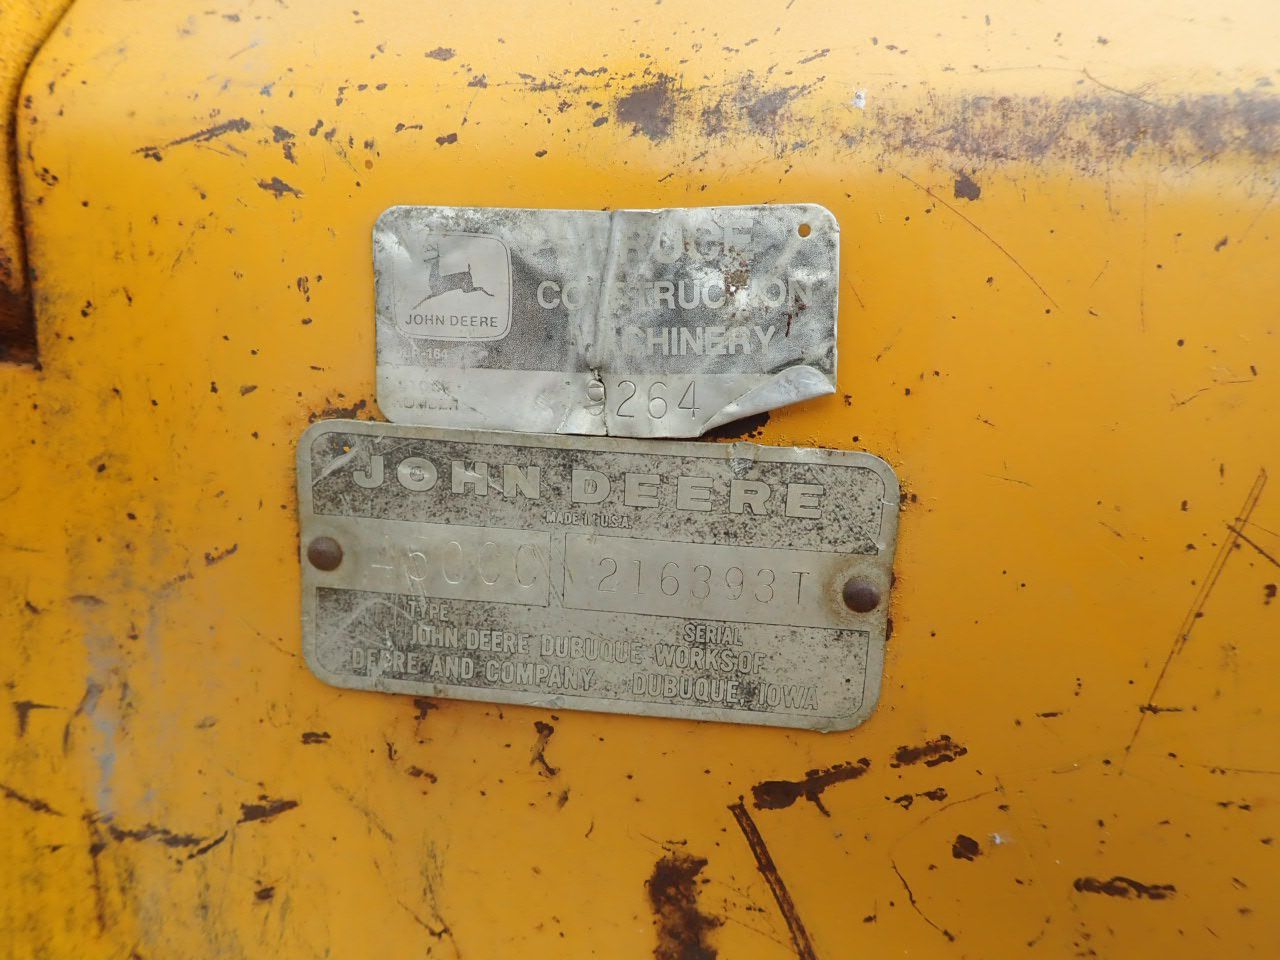 JOHN DEERE
CONSTRUCTION
MACHINERY
9264
JOHN DEERE
MADE IN U.S.A.
450CC 216393T
TYPE SERIAL
JOHN DEERE DUBUQUE WORKS OF
DEERE AND COMPANY DUBUQUE, IOWA